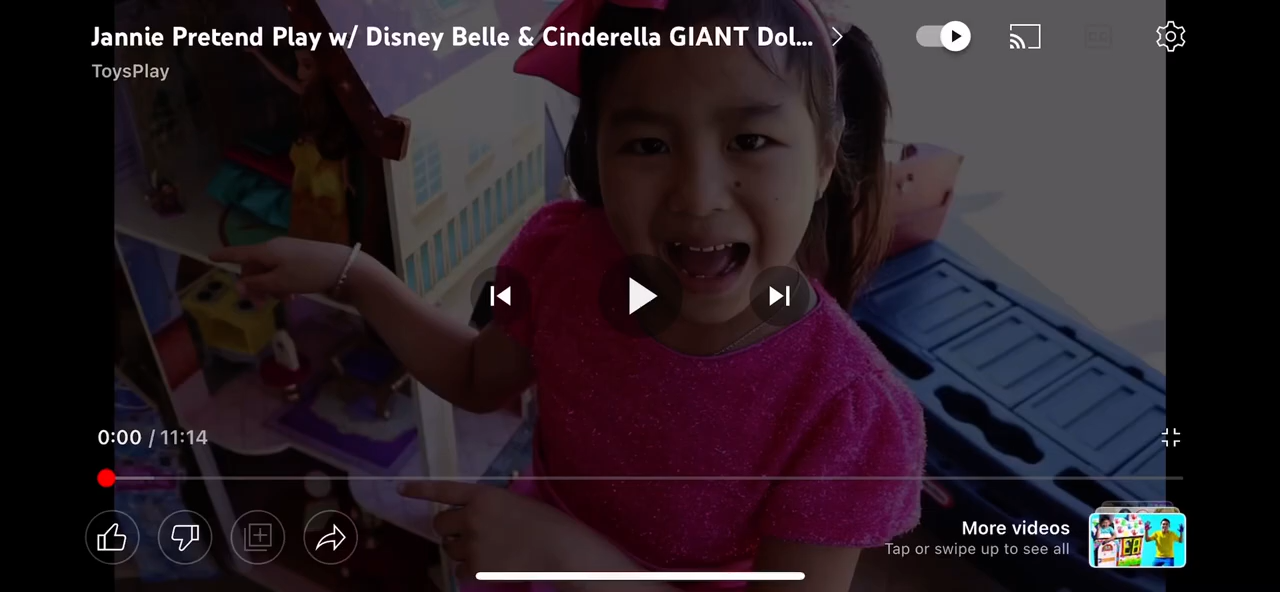 Jannie Pretend Play w/ Disney Belle & Cinderella GIANT Dol...
ToysPlay
CC
0:00 / 11:14
More videos
Tap or swipe up to see all